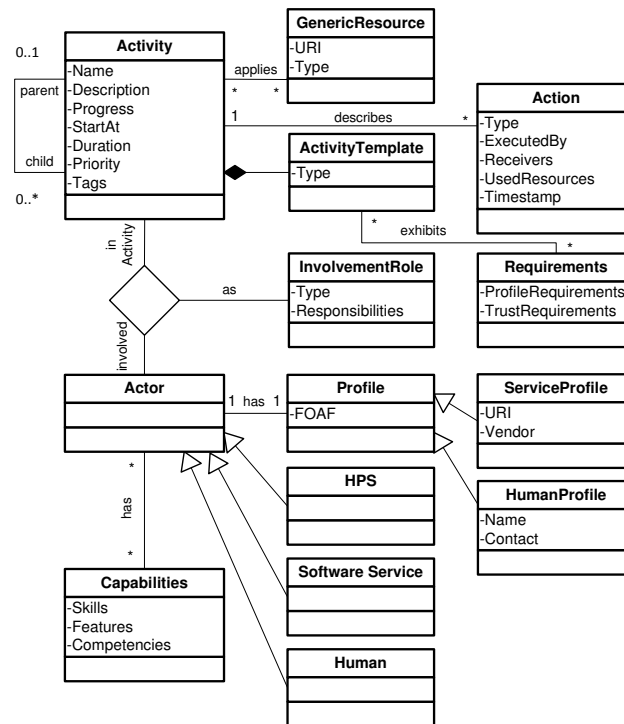 GenericResource
-URI
-Type
Activity
-Name
-Description
-Progress
-StartAt
-Duration
-Priority
-Tags
0..1
parent
child
0..*
applies
*
*
1
describes
*
Action
-Type
-ExecutedBy
-Receivers
-UsedResources
-Timestamp
ActivityTemplate
-Type
*
exhibits
*
in
Activity
InvolvementRole
-Type
-Responsibilities
as
Requirements
-ProfileRequirements
-TrustRequirements
involved
Actor
1 has 1
Profile
-FOAF
ServiceProfile
-URI
-Vendor
*
has
*
HPS
HumanProfile
-Name
-Contact
Capabilities
-Skills
-Features
-Competencies
Software Service
Human